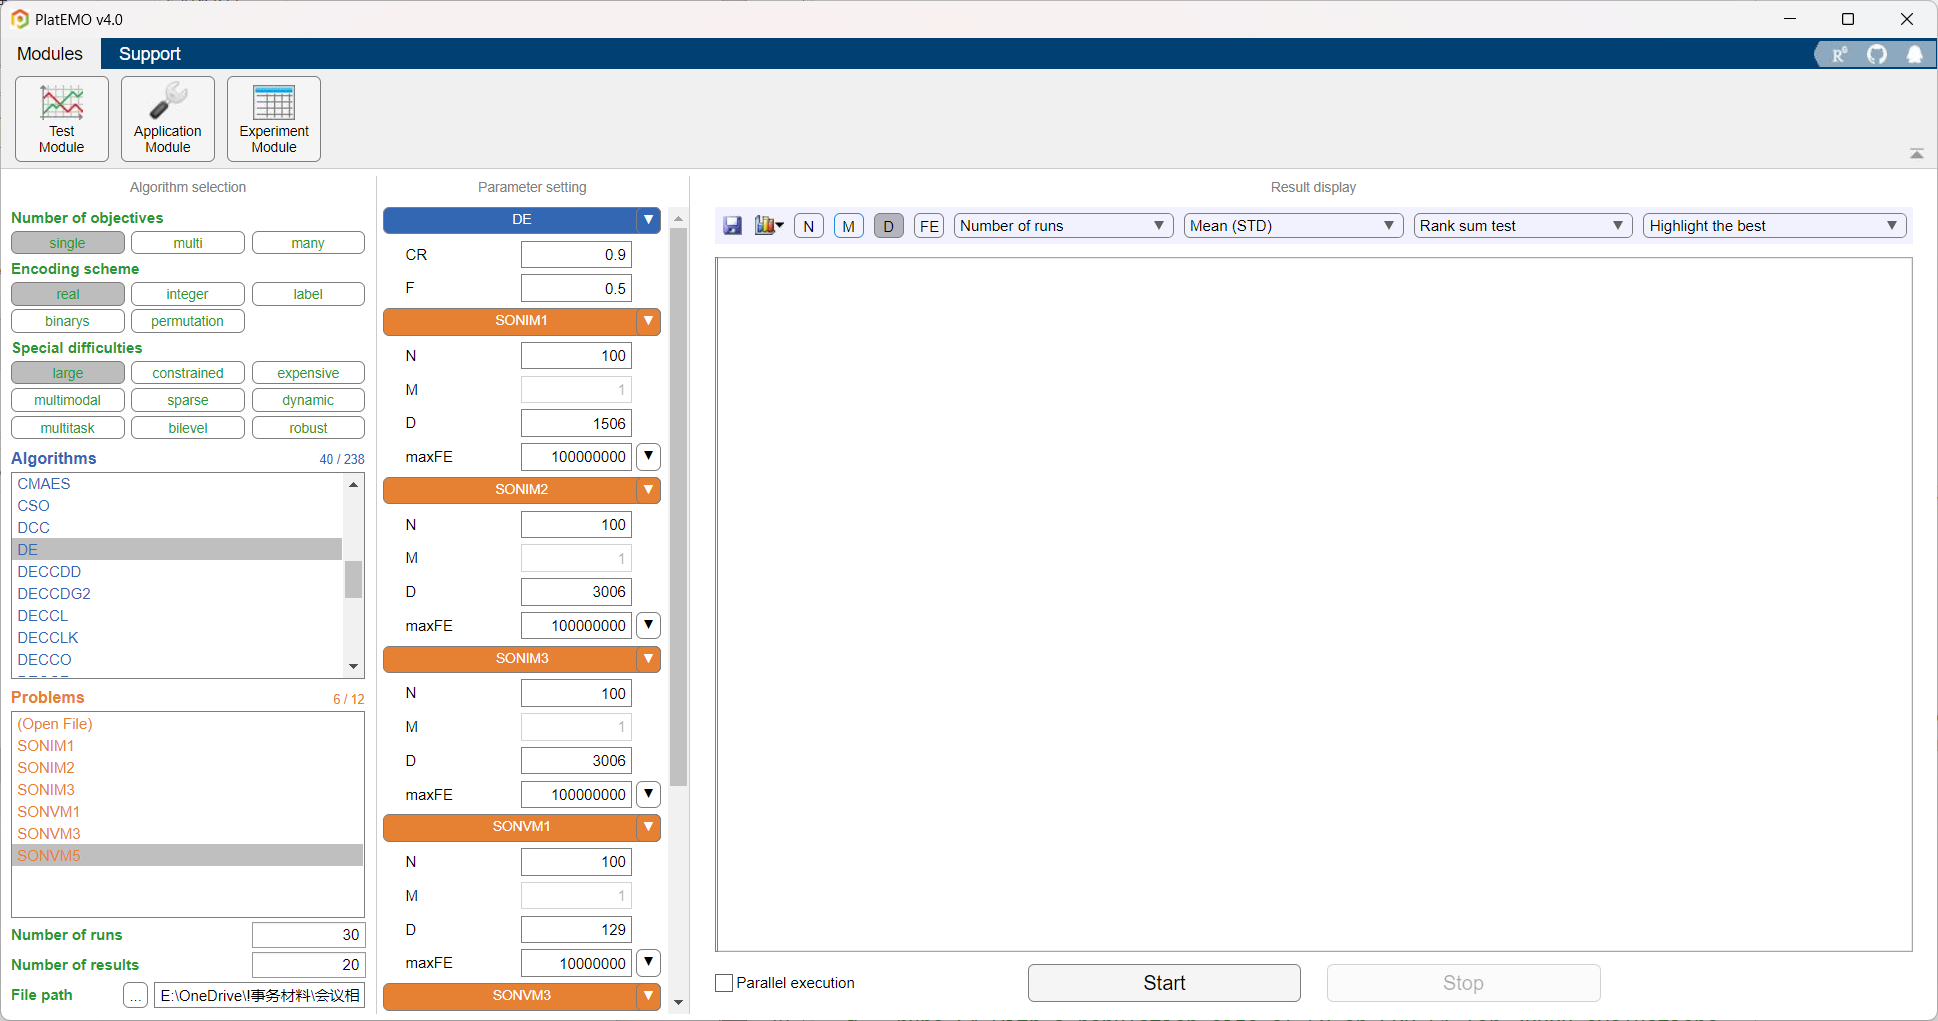 PlatEMO v4.0
Modules
Support
Test
Module
Application
Module
Experiment
Module
Algorithm selection
Number of objectives
single
multi
many
Encoding scheme
real
integer
label
binarys
permutation
Special difficulties
large
constrained
expensive
multimodal
sparse
dynamic
multitask
bilevel
robust
Algorithms
40 / 238
CMAES
CSO
DCC
DE
DECCDD
DECCDG2
DECCL
DECCLK
DECCO
Problems
6 / 12
(Open File)
SONIM1
SONIM2
SONIM3
SONVM1
SONVM3
SONVM5
Number of runs
30
Number of results
20
File path
...
E:\OneDrive\!事务材料\会议相
Parameter setting
DE
CR
0.9
F
0.5
SONIM1
N
100
M
1
D
1506
maxFE
100000000
SONIM2
N
100
M
1
D
3006
maxFE
100000000
SONIM3
N
100
M
1
D
3006
maxFE
100000000
SONVM1
N
100
M
1
D
129
maxFE
10000000
SONVM3
Result display
N
M
D
FE
Number of runs
Mean (STD)
Rank sum test
Highlight the best
Parallel execution
Start
Stop